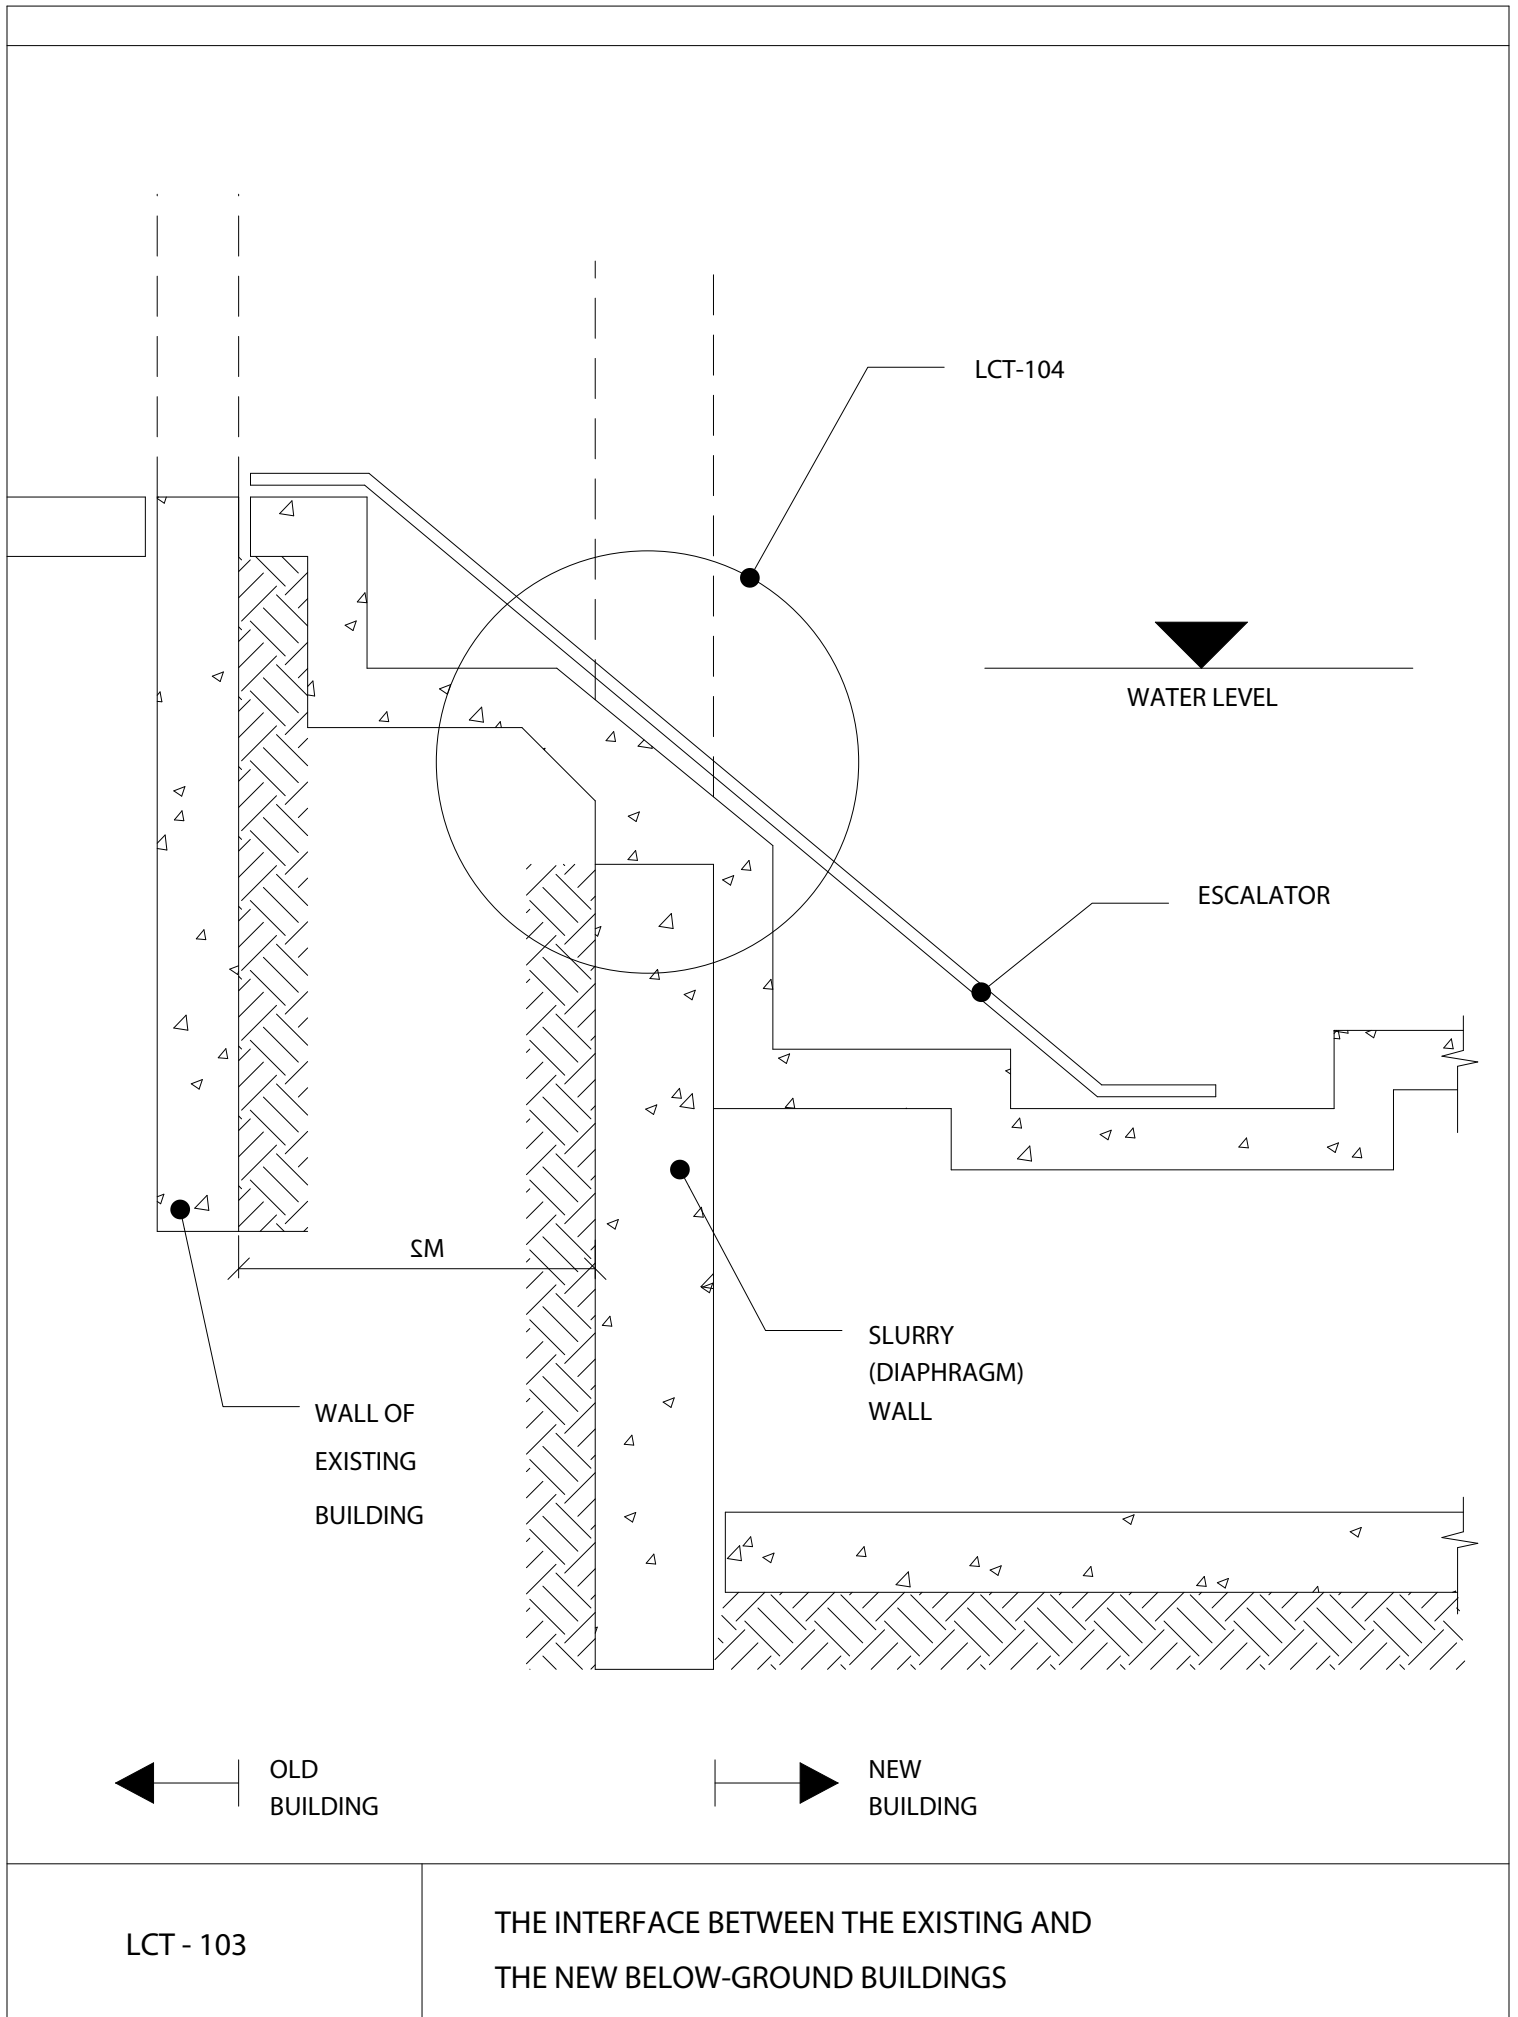 LCT-104
WATER LEVEL
ESCALATOR
2M
SLURRY
(DIAPHRAGM)
WALL
WALL OF
EXISTING
BUILDING
OLD
BUILDING
NEW
BUILDING
LCT - 103
THE INTERFACE BETWEEN THE EXISTING AND
THE NEW BELOW-GROUND BUILDINGS